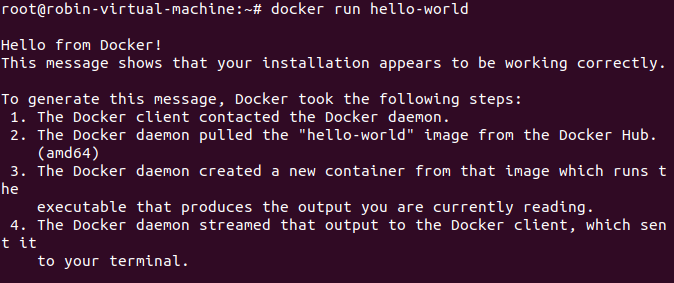 root@robin-virtual-machine:~# docker run hello-world
Hello from Docker!
This message shows that your installation appears to be working correctly.
To generate this message, Docker took the following steps:
1. The Docker client contacted the Docker daemon.
2. The Docker daemon pulled the "hello-world" image from the Docker Hub.
(amd64)
3. The Docker daemon created a new container from that image which runs t
he
executable that produces the output you are currently reading.
4. The Docker daemon streamed that output to the Docker client, which sen
t it
to your terminal.